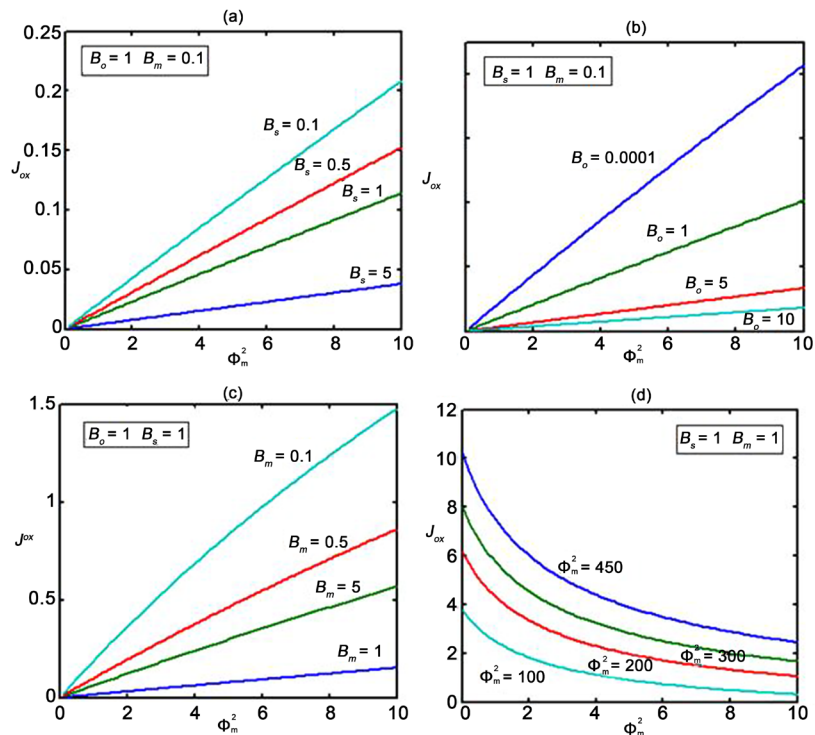 (a)
0.25
B_o = 1 B_m = 0.1
0.2
0.15
J_ox
0.1
0.05
0
B_s = 0.1
B_s = 0.5
B_s = 1
B_s = 5
0 2 4 6 8 10
Φ_m^2
(b)
B_s = 1 B_m = 0.1
J_ox
B_o = 0.0001
B_o = 1
B_o = 5
B_o = 10
0 2 4 6 8 10
Φ_m^2
(c)
1.5
B_o = 1 B_s = 1
1
J^ox
0.5
0
B_m = 0.1
B_m = 0.5
B_m = 5
B_m = 1
0 2 4 6 8 10
Φ_m^2
(d)
12
B_s = 1 B_m = 1
10
8
J_ox
6
4
2
0
Φ_m^2 = 450
Φ_m^2 = 300
Φ_m^2 = 200
Φ_m^2 = 100
0 2 4 6 8 10
Φ_m^2